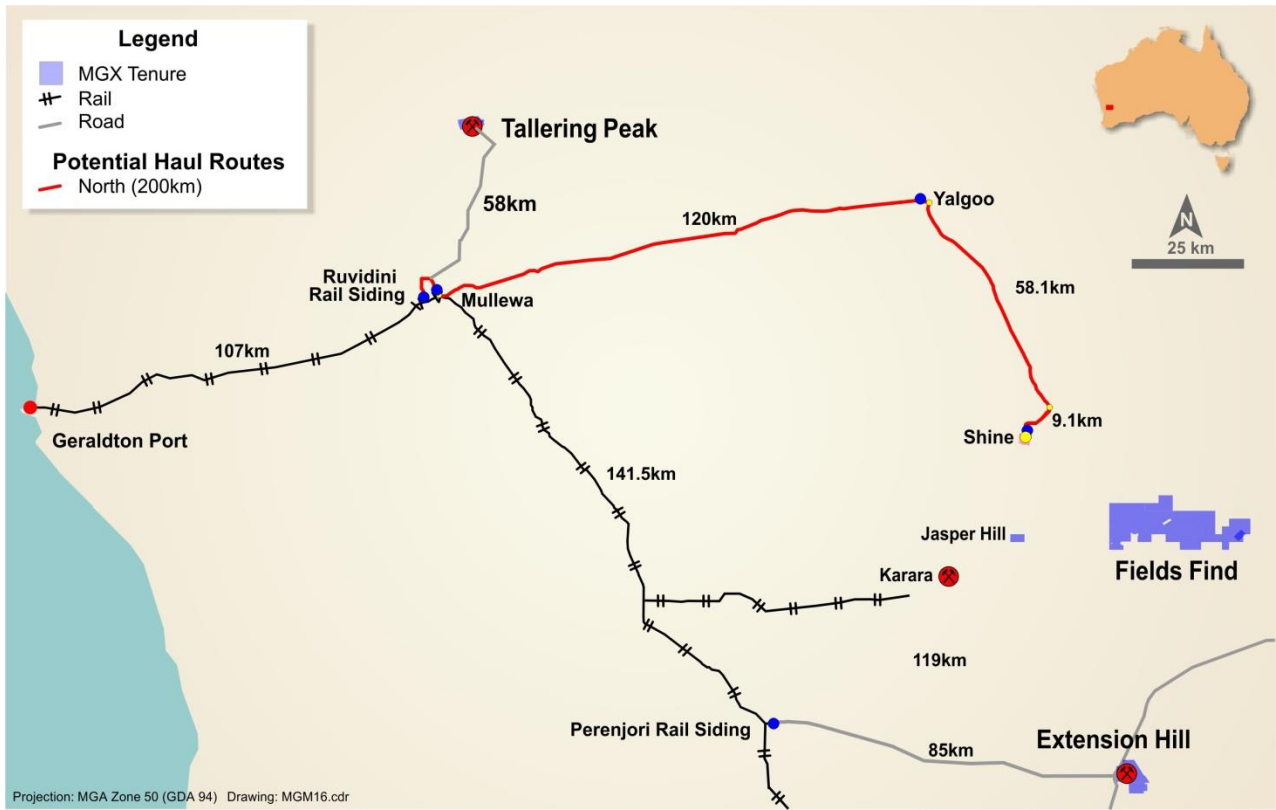 Legend
MGX Tenure
Rail
Road
Potential Haul Routes
North (200km)
Tallering Peak
58km
Yalgoo
120km
N
25 km
Ruvidini
Rail Siding
Mullewa
58.1km
107km
9.1km
Shine
Geraldton Port
141.5km
Jasper Hill
Karara
Fields Find
119km
Perenjori Rail Siding
85km
Extension Hill
Projection: MGA Zone 50 (GDA 94) Drawing: MGM16.cdr